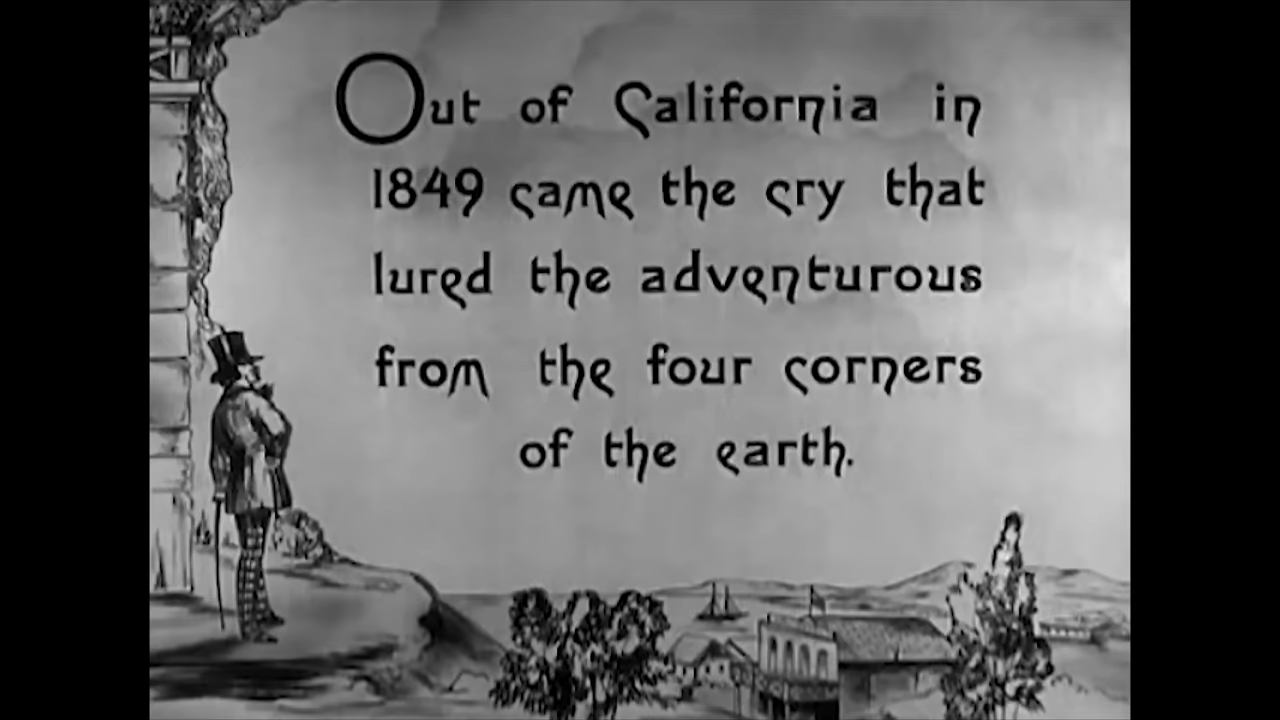 Out of California in
1849 came the cry that
lured the adventurous
from the four corners
of the earth.